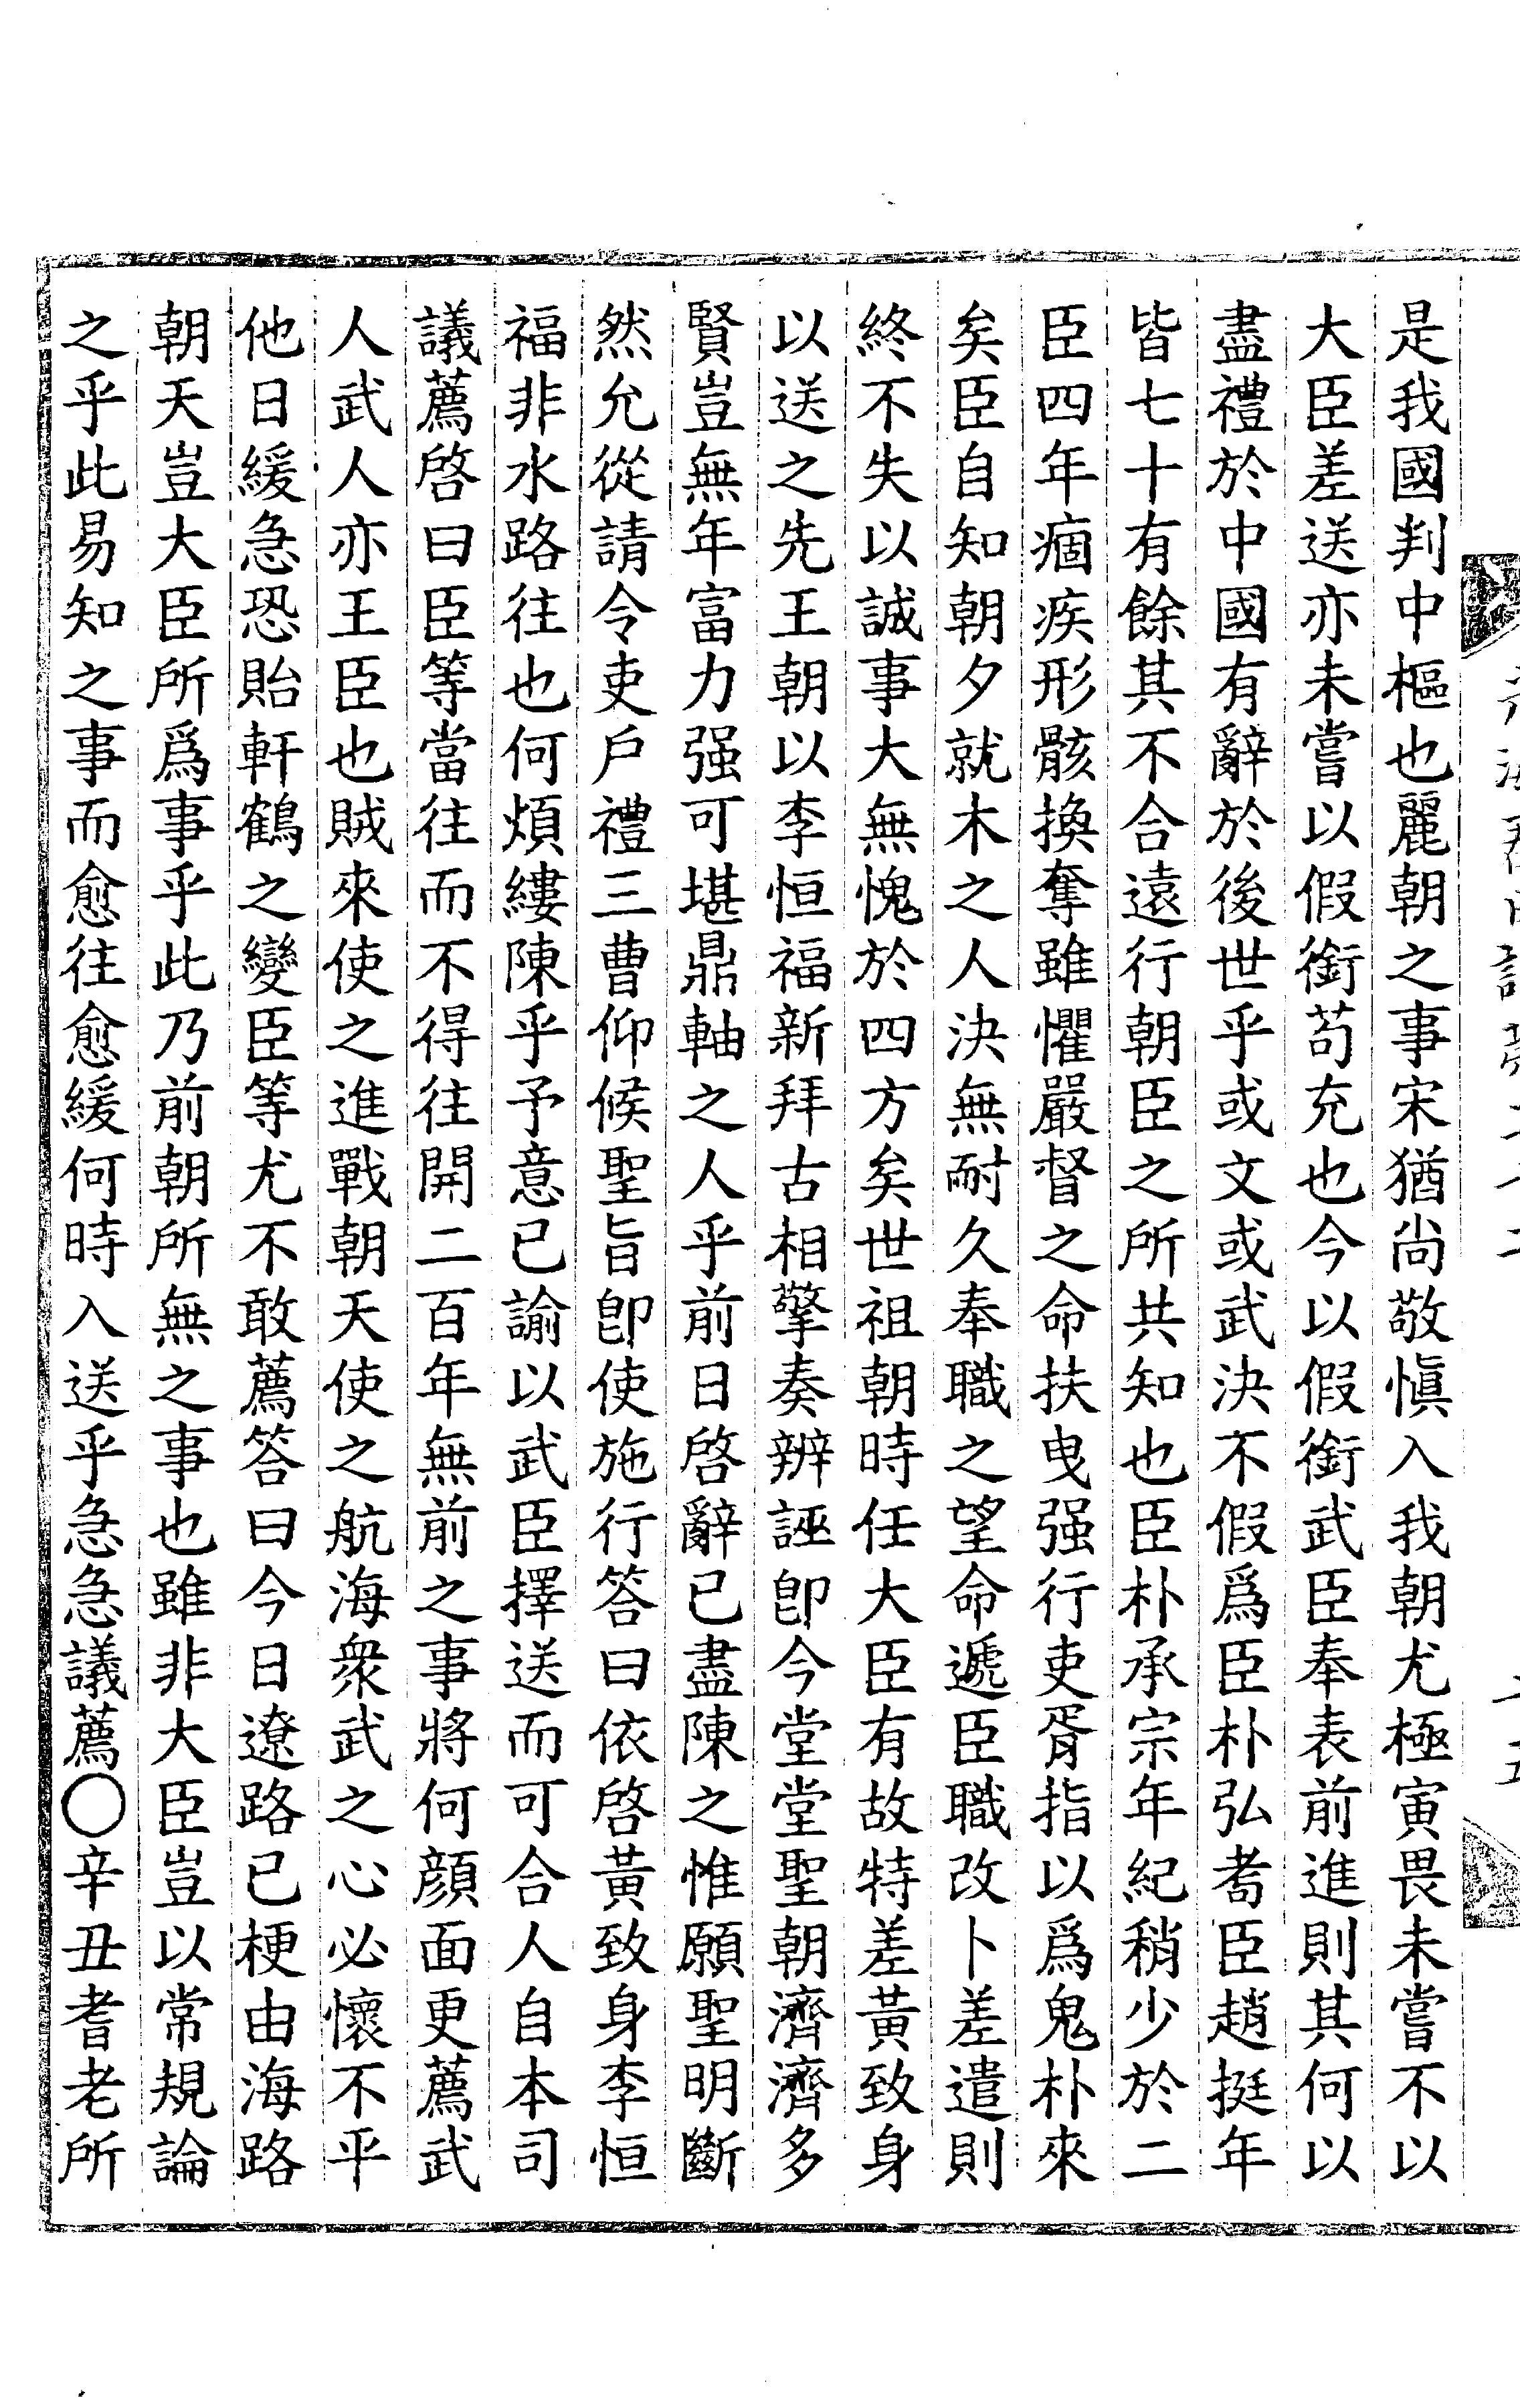 是我國判中樞也麗朝之事宋猶尙敬愼入我朝尤極寅畏未嘗不以
大臣差送亦未嘗以假銜苟充也今以假銜武臣奉表前進則其何以
盡禮於中國有辭於後世乎或文或武決不假爲臣朴弘耉臣趙挺年
皆七十有餘其不合遠行朝臣之所共知也臣朴承宗年紀稍少於二
臣四年痼疾形骸換奪雖懼嚴督之命扶曳强行吏胥指以爲鬼朴來
矣臣自知朝夕就木之人決無耐久奉職之望命遞臣職改卜差遣則
終不失以誠事大無愧於四方矣世祖朝時任大臣有故特差黃致身
以送之先王朝以李恒福新拜古相擎奏辨誣卽今堂堂聖朝濟濟多
賢豈無年富力强可堪鼎軸之人乎前日啓辭已盡陳之惟願聖明斷
然允從請令吏戶禮三曹仰候聖旨卽使施行答曰依啓黃致身李恒
福非水路往也何煩縷陳乎予意已諭以武臣擇送而可合人自本司
議薦啓曰臣等當往而不得往開二百年無前之事將何顔面更薦武
人武人亦王臣也賊來使之進戰朝天使之航海衆武之心必懷不平
他日緩急恐貽軒鶴之變臣等尤不敢薦答曰今日遼路已梗由海路
朝天豈大臣所爲事乎此乃前朝所無之事也雖非大臣豈以常規論
之乎此易知之事而愈往愈緩何時入送乎急急議薦○辛丑耆老所